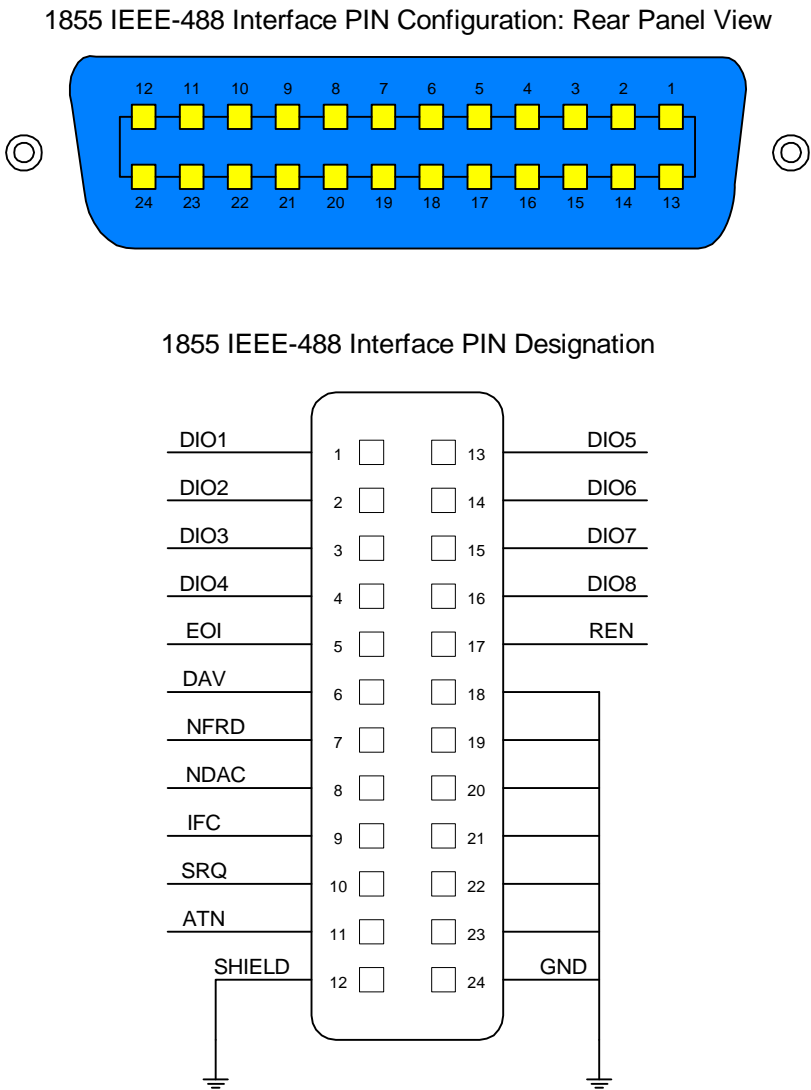 1855 IEEE-488 Interface PIN Configuration: Rear Panel View
12 11 10 9 8 7 6 5 4 3 2 1
24 23 22 21 20 19 18 17 16 15 14 13
1855 IEEE-488 Interface PIN Designation
DIO1 1 13 DIO5
DIO2 2 14 DIO6
DIO3 3 15 DIO7
DIO4 4 16 DIO8
EOI 5 17 REN
DAV 6 18
NFRD 7 19
NDAC 8 20
IFC 9 21
SRQ 10 22
ATN 11 23
SHIELD 12 24 GND